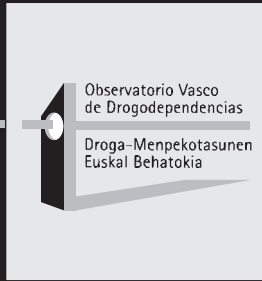 Observatorio Vasco
de Drogodependencias
Droga-Menpekotasunen
Euskal Behatokia